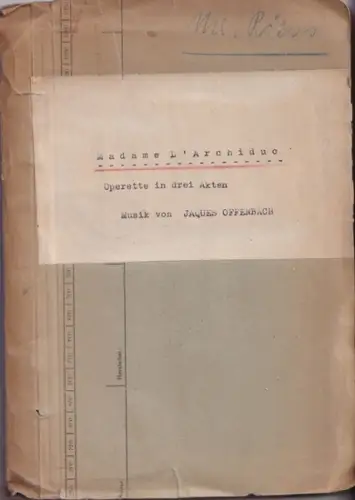 Madame L'Archiduc
Operette in drei Akten
Musik von JAQUES OFFENBACH